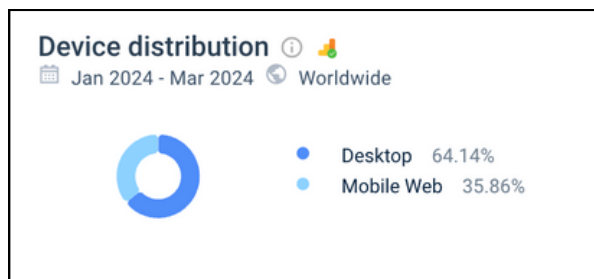 Device distribution
Jan 2024 - Mar 2024 Worldwide
Desktop 64.14%
Mobile Web 35.86%